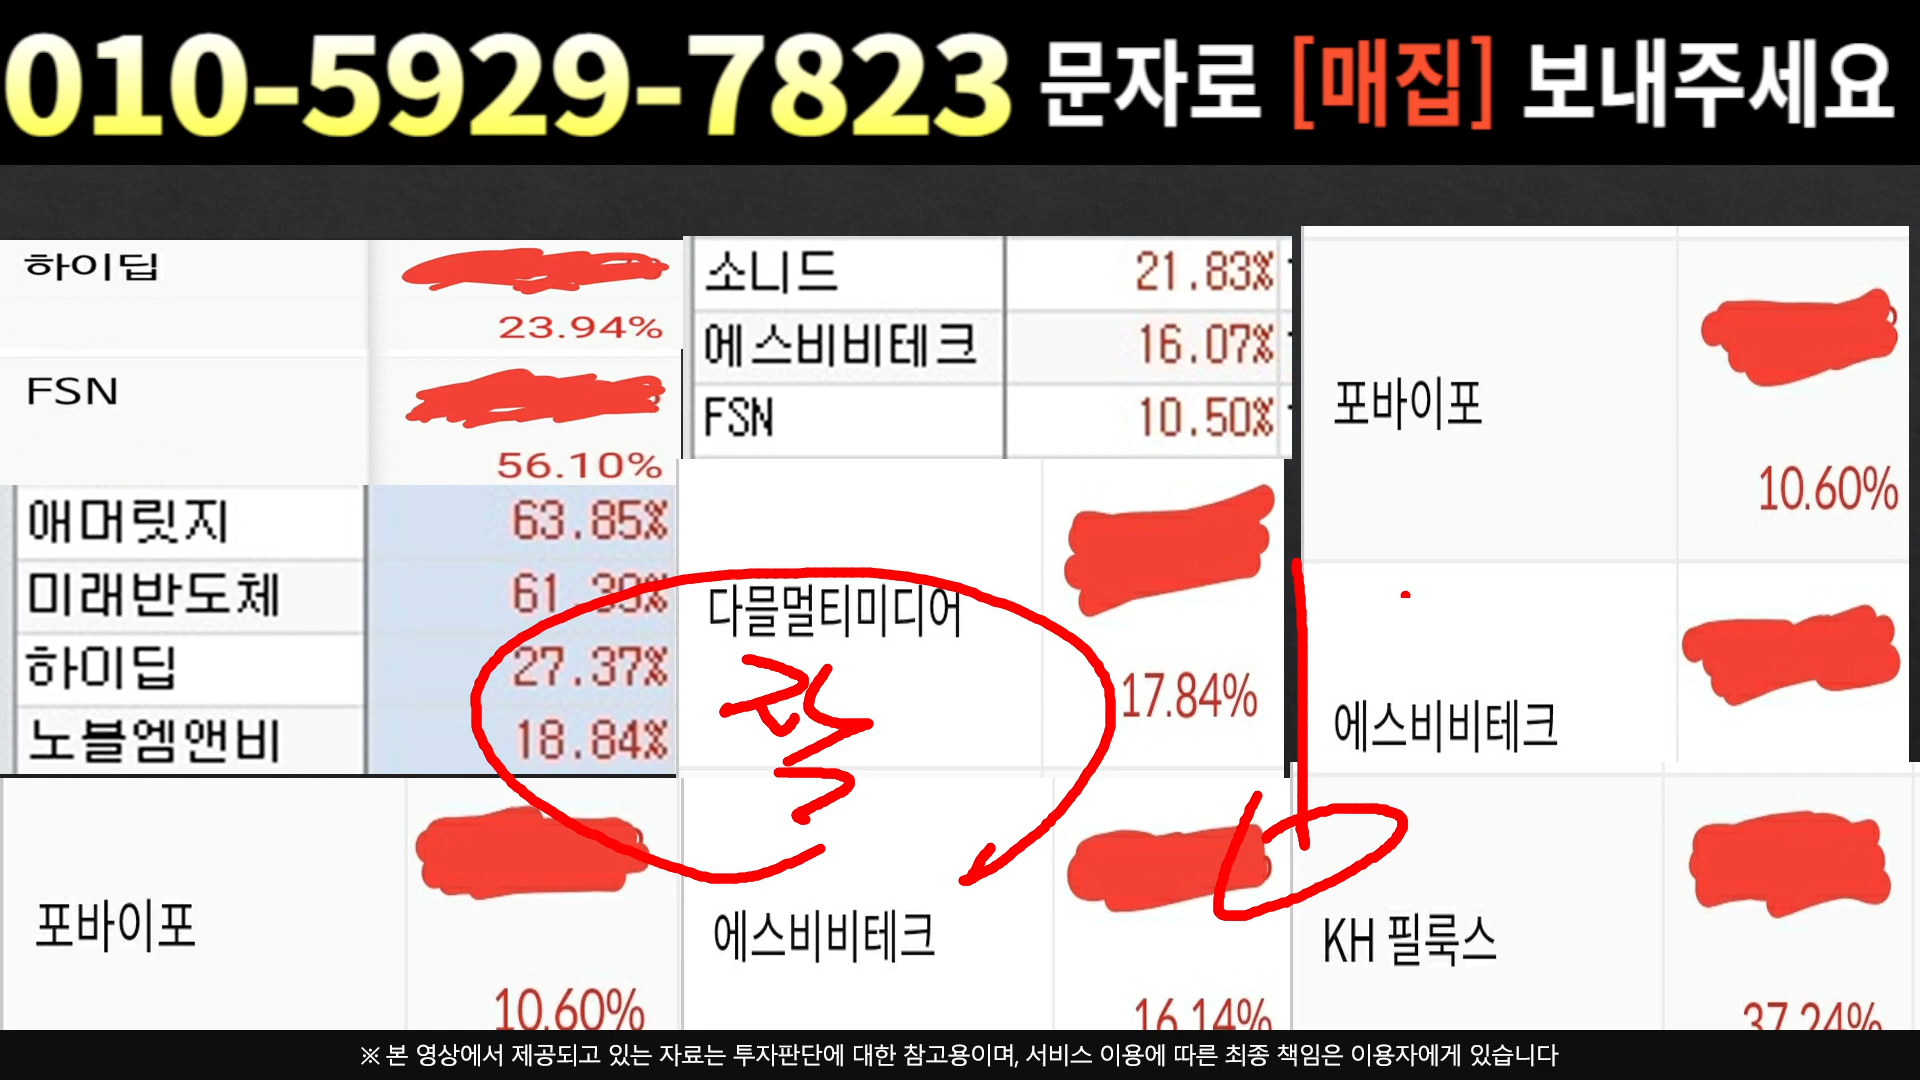 010-5929-7823 문자로 [매집] 보내주세요
하이딥
23.94%
FSN
56.10%
애머릿지 63.85%
미래반도체 61.39%
하이딥 27.37%
노블엠앤비 18.84%
소니드 21.83%
에스비비테크 16.07%
FSN 10.50%
다믈멀티미디어
17.84%
포바이포
10.60%
에스비비테크
포바이포
10.60%
에스비비테크
16.14%
KH 필룩스
37.24%
※ 본 영상에서 제공되고 있는 자료는 투자판단에 대한 참고용이며, 서비스 이용에 따른 최종 책임은 이용자에게 있습니다